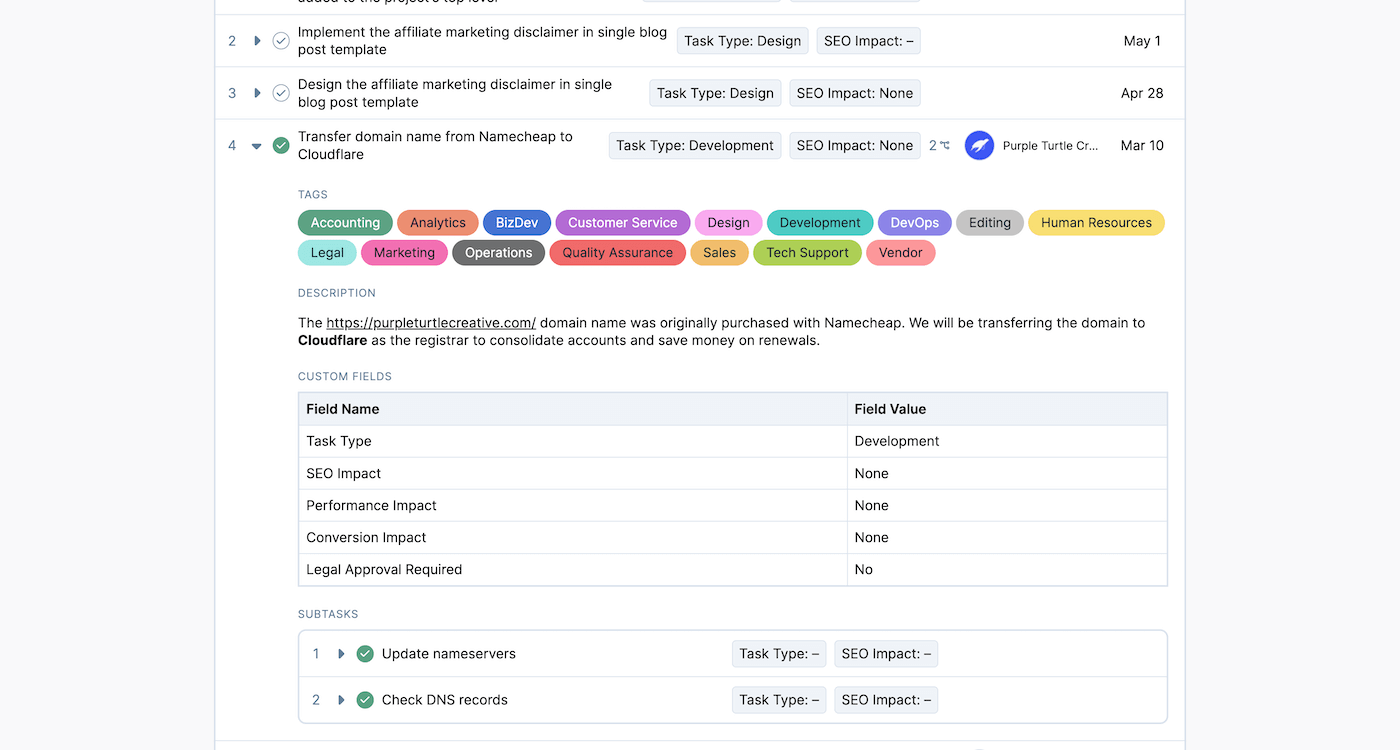 added to the project's top level
2 Implement the affiliate marketing disclaimer in single blog post template Task Type: Design SEO Impact: – May 1
3 Design the affiliate marketing disclaimer in single blog post template Task Type: Design SEO Impact: None Apr 28
4 Transfer domain name from Namecheap to Cloudflare Task Type: Development SEO Impact: None 2 Purple Turtle Cr... Mar 10
TAGS
Accounting Analytics BizDev Customer Service Design Development DevOps Editing Human Resources
Legal Marketing Operations Quality Assurance Sales Tech Support Vendor
DESCRIPTION
The https://purpleturtlecreative.com/ domain name was originally purchased with Namecheap. We will be transferring the domain to
Cloudflare as the registrar to consolidate accounts and save money on renewals.
CUSTOM FIELDS
Field Name Field Value
Task Type Development
SEO Impact None
Performance Impact None
Conversion Impact None
Legal Approval Required No
SUBTASKS
1 Update nameservers Task Type: – SEO Impact: –
2 Check DNS records Task Type: – SEO Impact: –